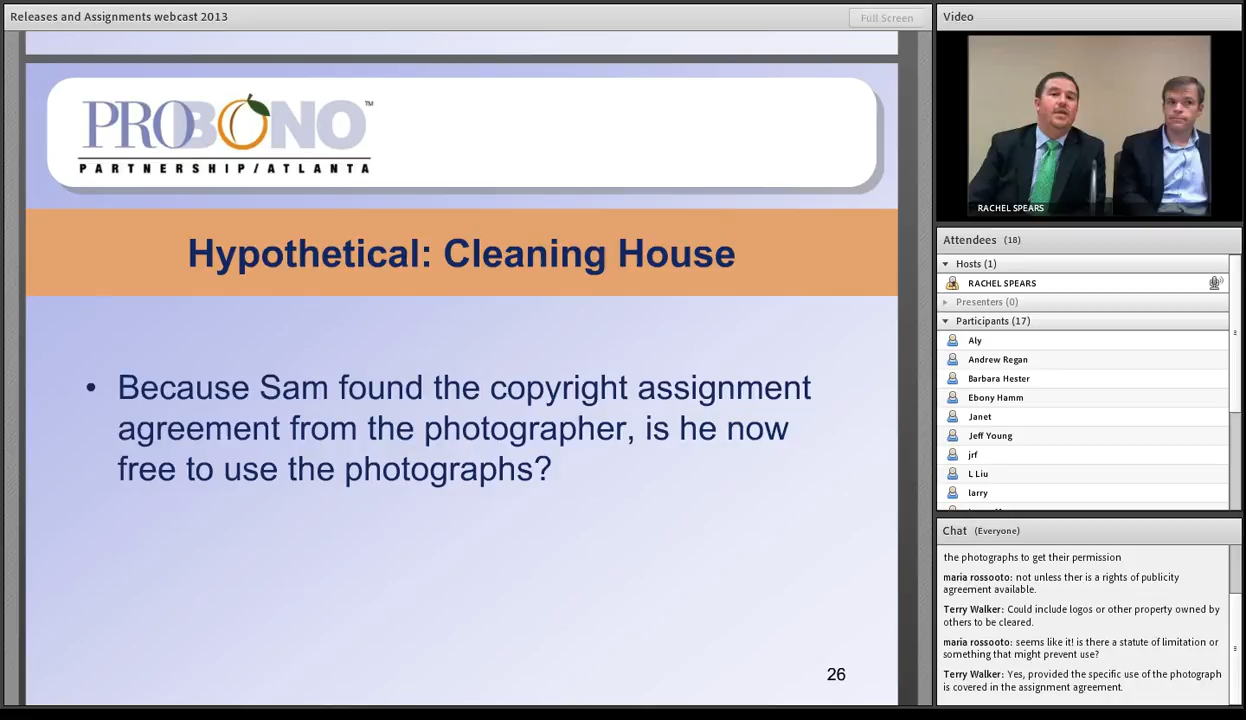 Releases and Assignments webcast 2013
Full Screen
PROBONO™
PARTNERSHIP/ATLANTA
Hypothetical: Cleaning House
• Because Sam found the copyright assignment
agreement from the photographer, is he now
free to use the photographs?
26
Video
RACHEL SPEARS
Attendees (18)
Hosts (1)
RACHEL SPEARS
Presenters (0)
Participants (17)
Aly
Andrew Regan
Barbara Hester
Ebony Hamm
Janet
Jeff Young
jrf
L Liu
larry
Chat (Everyone)
the photographs to get their permission
maria rossooto: not unless ther is a rights of publicity
agreement available.
Terry Walker: Could include logos or other property owned by
others to be cleared.
maria rossooto: seems like it! is there a statute of limitation or
something that might prevent use?
Terry Walker: Yes, provided the specific use of the photograph
is covered in the assignment agreement.